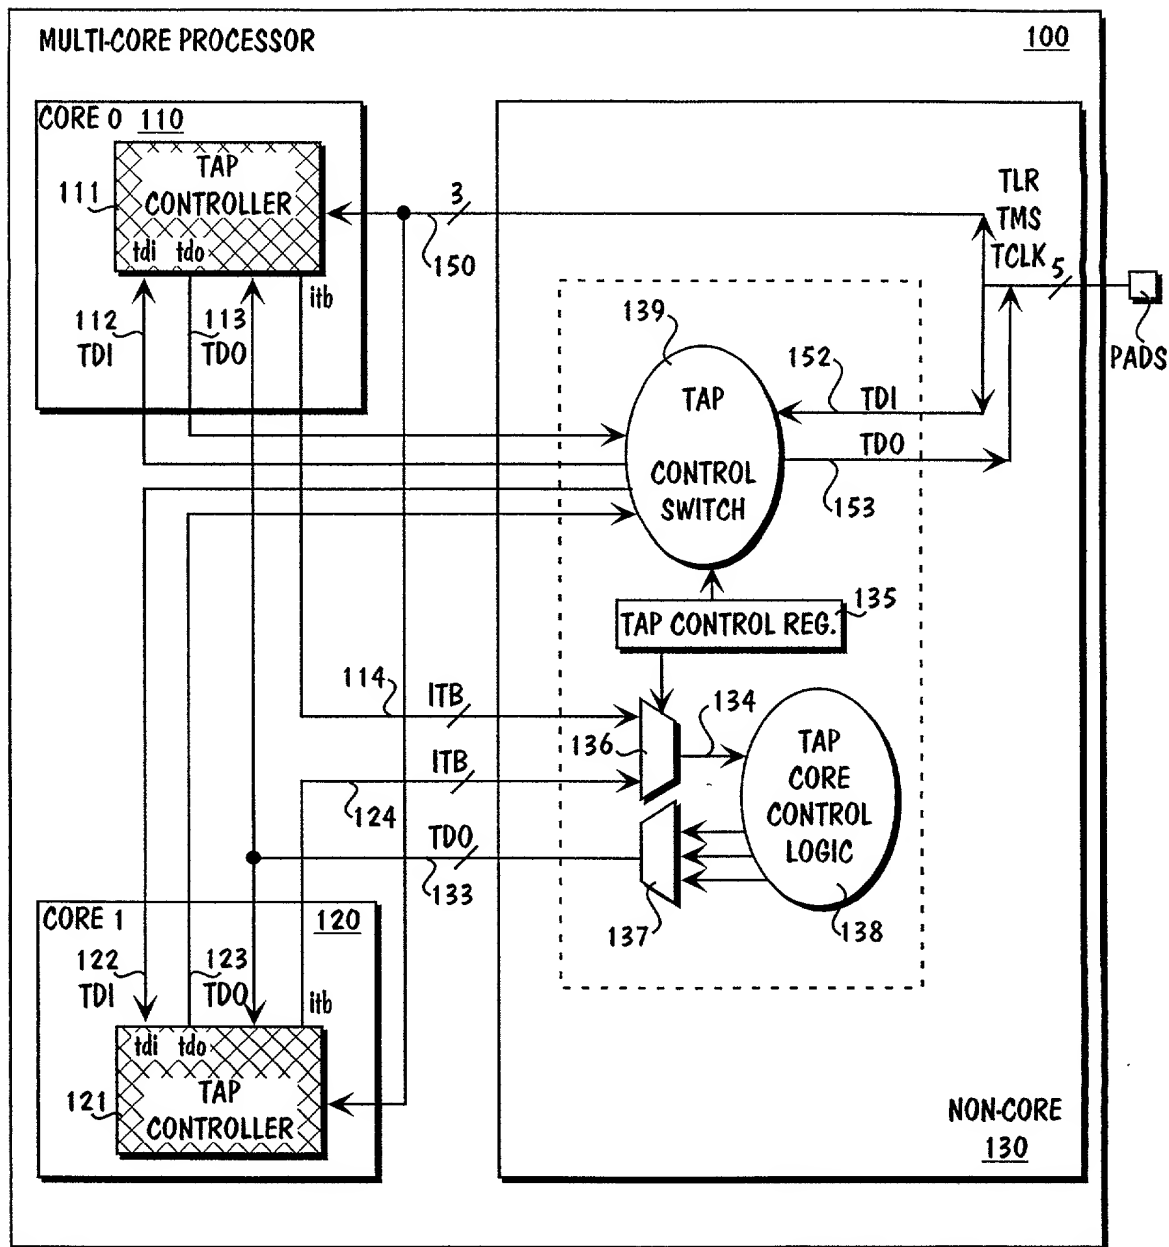 MULTI-CORE PROCESSOR
100
CORE 0 110
TAP
CONTROLLER
111
tdi tdo
itb
112
TDI
113
TDO
3
150
TLR
TMS
TCLK
5
PADS
139
TAP
CONTROL
SWITCH
152
TDI
TDO
153
TAP CONTROL REG.
135
114
ITB
136
134
ITB
124
TAP
CORE
CONTROL
LOGIC
TDO
133
137
138
CORE 1
120
122
TDI
123
TDO
itb
tdi tdo
121
TAP
CONTROLLER
NON-CORE
130